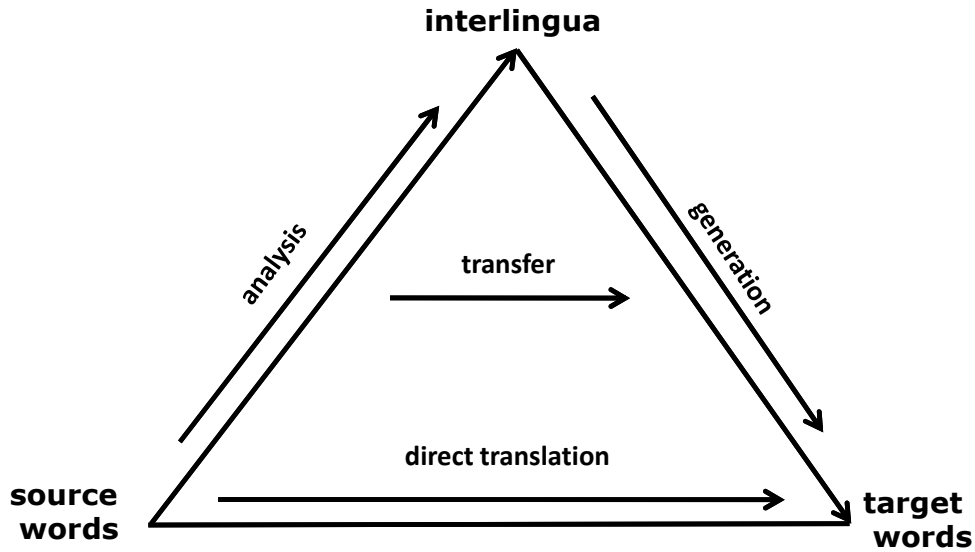 interlingua
analysis
generation
transfer
direct translation
source
words
target
words